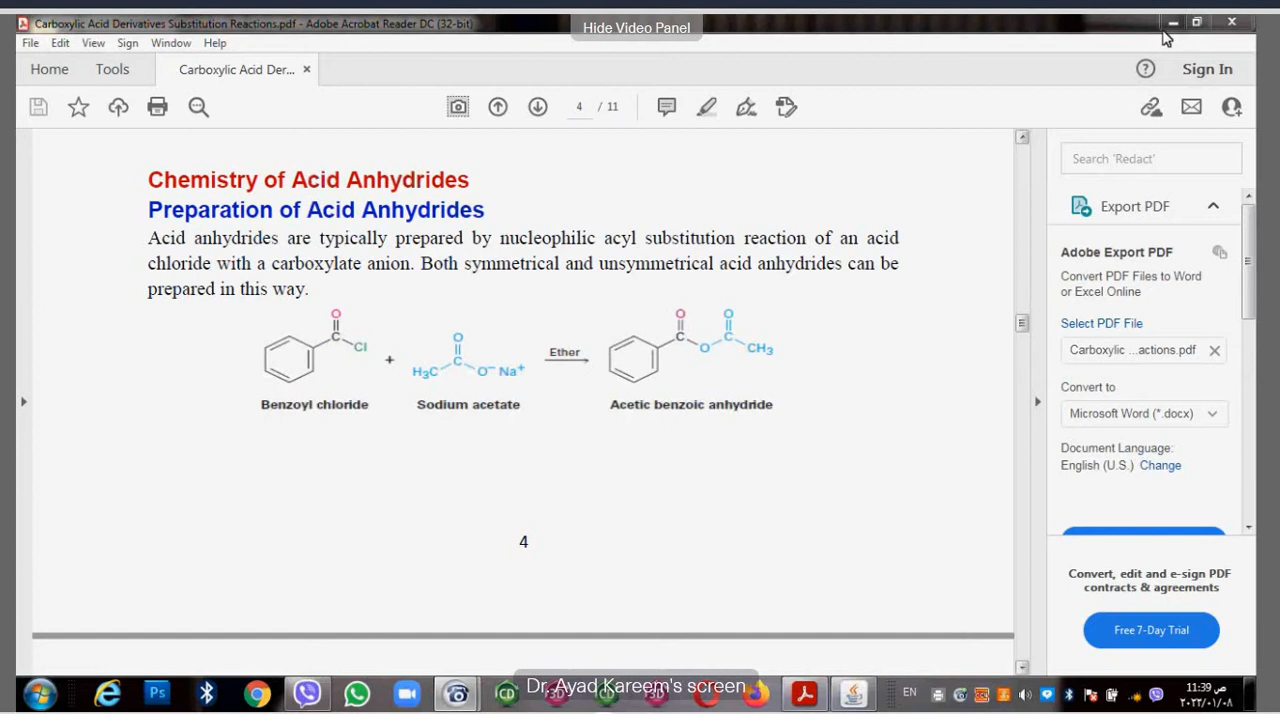 Carboxylic Acid Derivatives Substitution Reactions.pdf - Adobe Acrobat Reader DC (32-bit)
Hide Video Panel
File Edit View Sign Window Help
Home Tools Carboxylic Acid Der... × Sign In
4 / 11
Search 'Redact'
Export PDF
Adobe Export PDF
Convert PDF Files to Word
or Excel Online
Select PDF File
Carboxylic ...actions.pdf
Convert to
Microsoft Word (*.docx)
Document Language:
English (U.S.) Change
Convert, edit and e-sign PDF
contracts & agreements
Free 7-Day Trial
Chemistry of Acid Anhydrides
Preparation of Acid Anhydrides
Acid anhydrides are typically prepared by nucleophilic acyl substitution reaction of an acid
chloride with a carboxylate anion. Both symmetrical and unsymmetrical acid anhydrides can be
prepared in this way.
O C Cl
+
O C H₃C O⁻ Na⁺
Ether
O O C C O CH₃
Benzoyl chloride Sodium acetate Acetic benzoic anhydride
4
Dr. Ayad Kareem's screen
Ps
CD
EN
11:39 ص
٢٠٢٢/٠١/٠٨